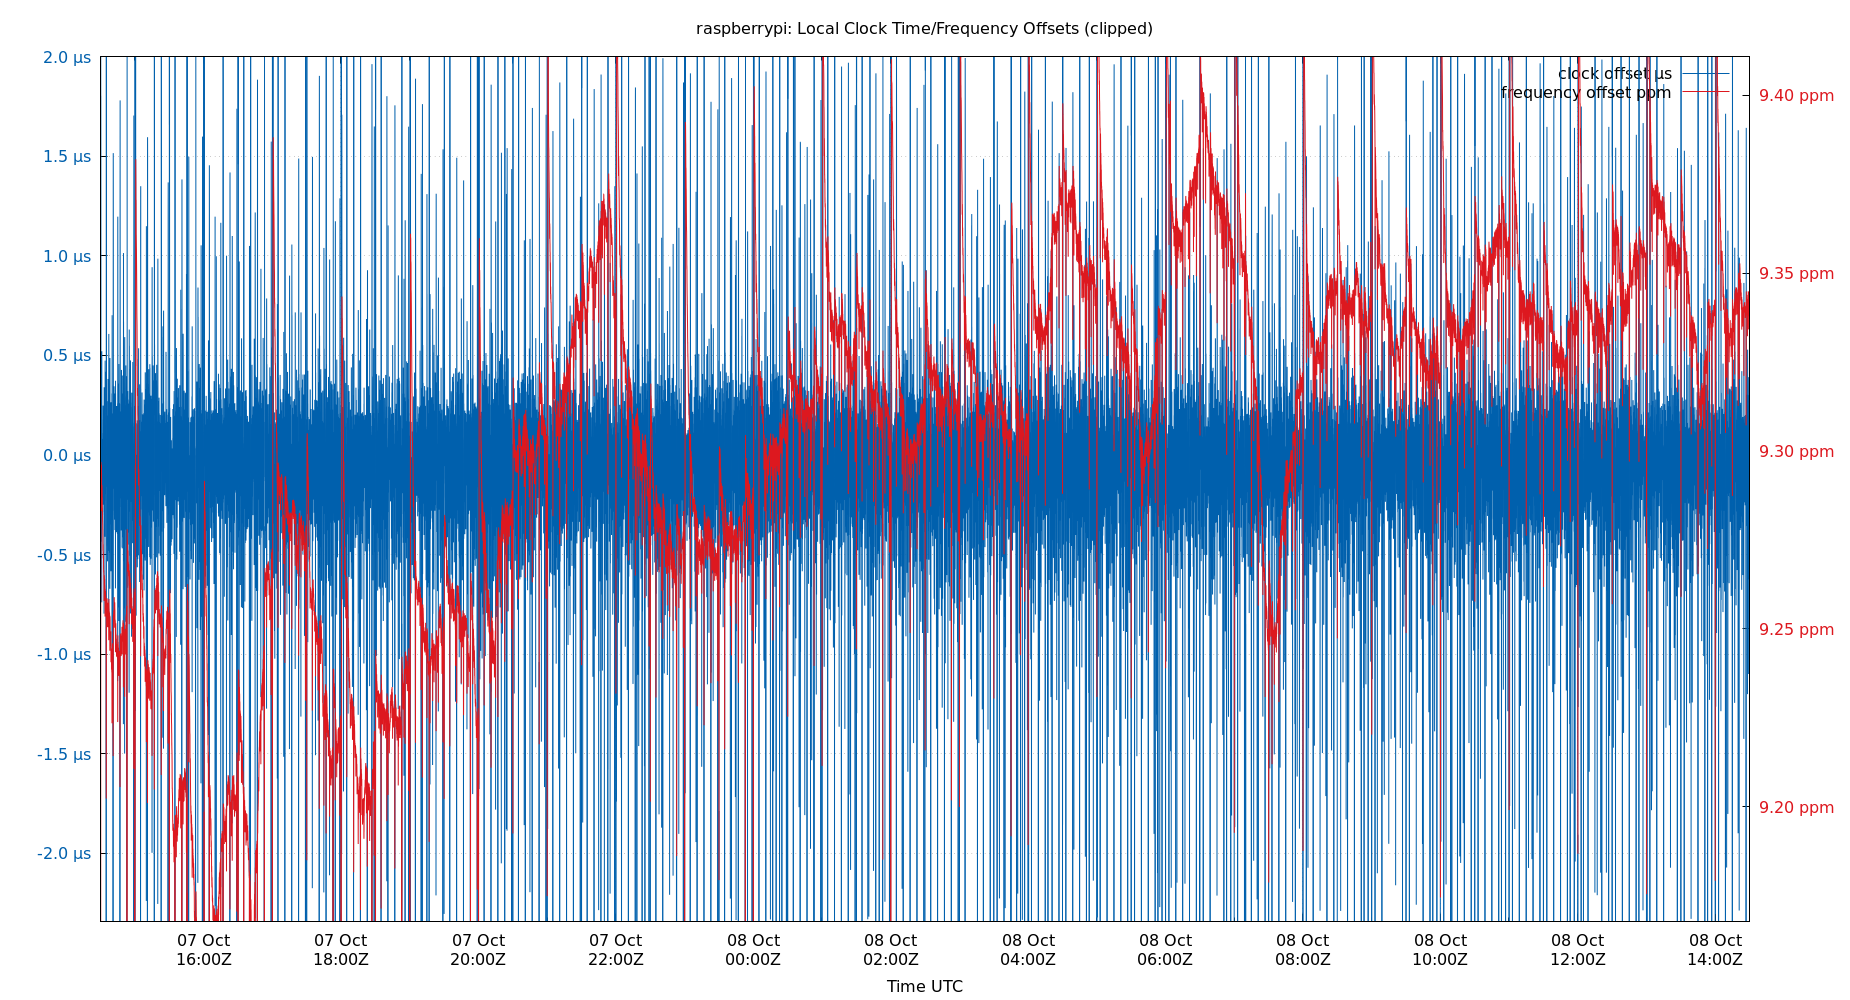 raspberrypi: Local Clock Time/Frequency Offsets (clipped)
clock offset µs
frequency offset ppm
2.0 µs
1.5 µs
1.0 µs
0.5 µs
0.0 µs
-0.5 µs
-1.0 µs
-1.5 µs
-2.0 µs
9.40 ppm
9.35 ppm
9.30 ppm
9.25 ppm
9.20 ppm
07 Oct 07 Oct 07 Oct 07 Oct 08 Oct 08 Oct 08 Oct 08 Oct 08 Oct 08 Oct 08 Oct 08 Oct
16:00Z 18:00Z 20:00Z 22:00Z 00:00Z 02:00Z 04:00Z 06:00Z 08:00Z 10:00Z 12:00Z 14:00Z
Time UTC